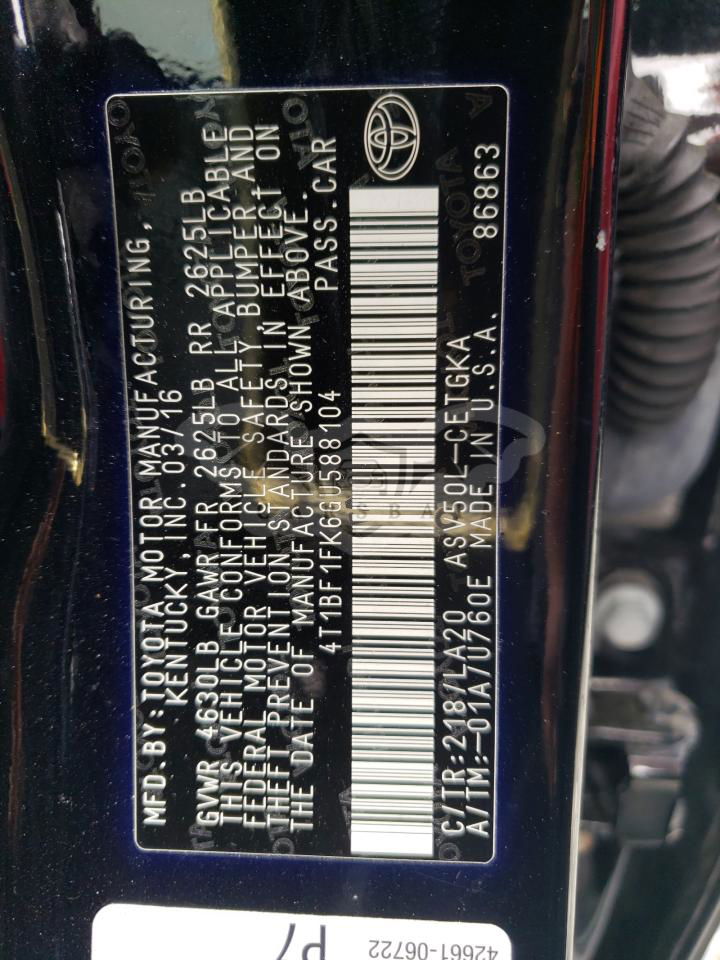 MFD.BY:TOYOTA MOTOR MANUFACTURING,
KENTUCKY, INC. 03/16
GVWR 4630LB GAWR FR 2625LB RR 2625LB
THIS VEHICLE CONFORMS TO ALL APPLICABLE
FEDERAL MOTOR VEHICLE SAFETY, BUMPER, AND
THEFT PREVENTION STANDARDS IN EFFECT ON
THE DATE OF MANUFACTURE SHOWN ABOVE.
4T1BF1FK6GU588104 PASS.CAR
C/TR:218/LA20 ASV50L-CETGKA 86863
A/TM:-01A/U760E MADE IN U.S.A.
P7
42661-06722